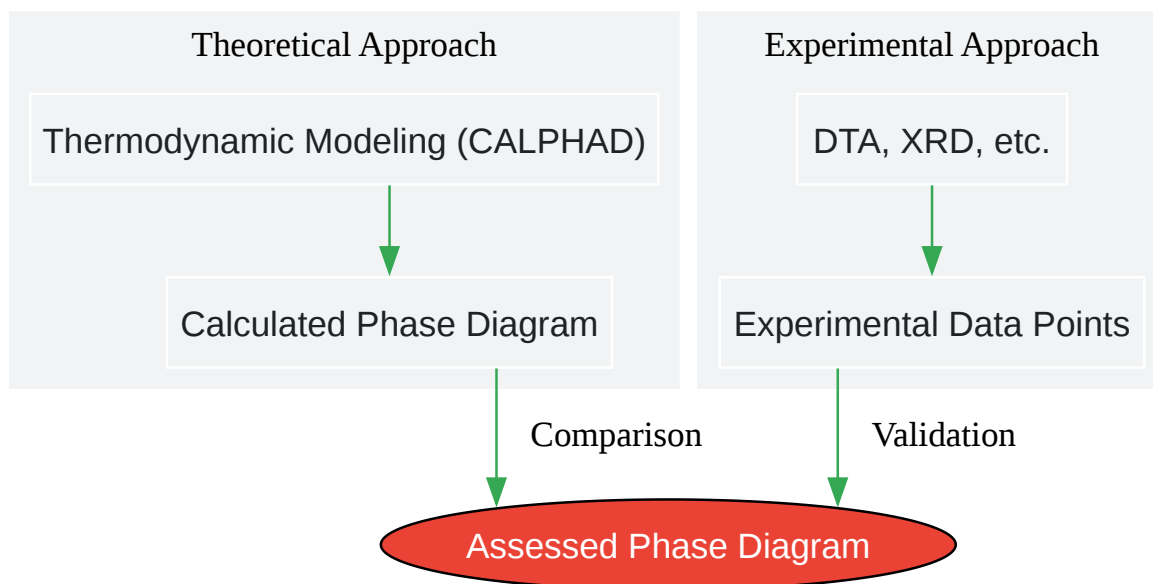 Theoretical Approach
Experimental Approach
Thermodynamic Modeling (CALPHAD)
DTA, XRD, etc.
Calculated Phase Diagram
Experimental Data Points
Comparison
Validation
Assessed Phase Diagram